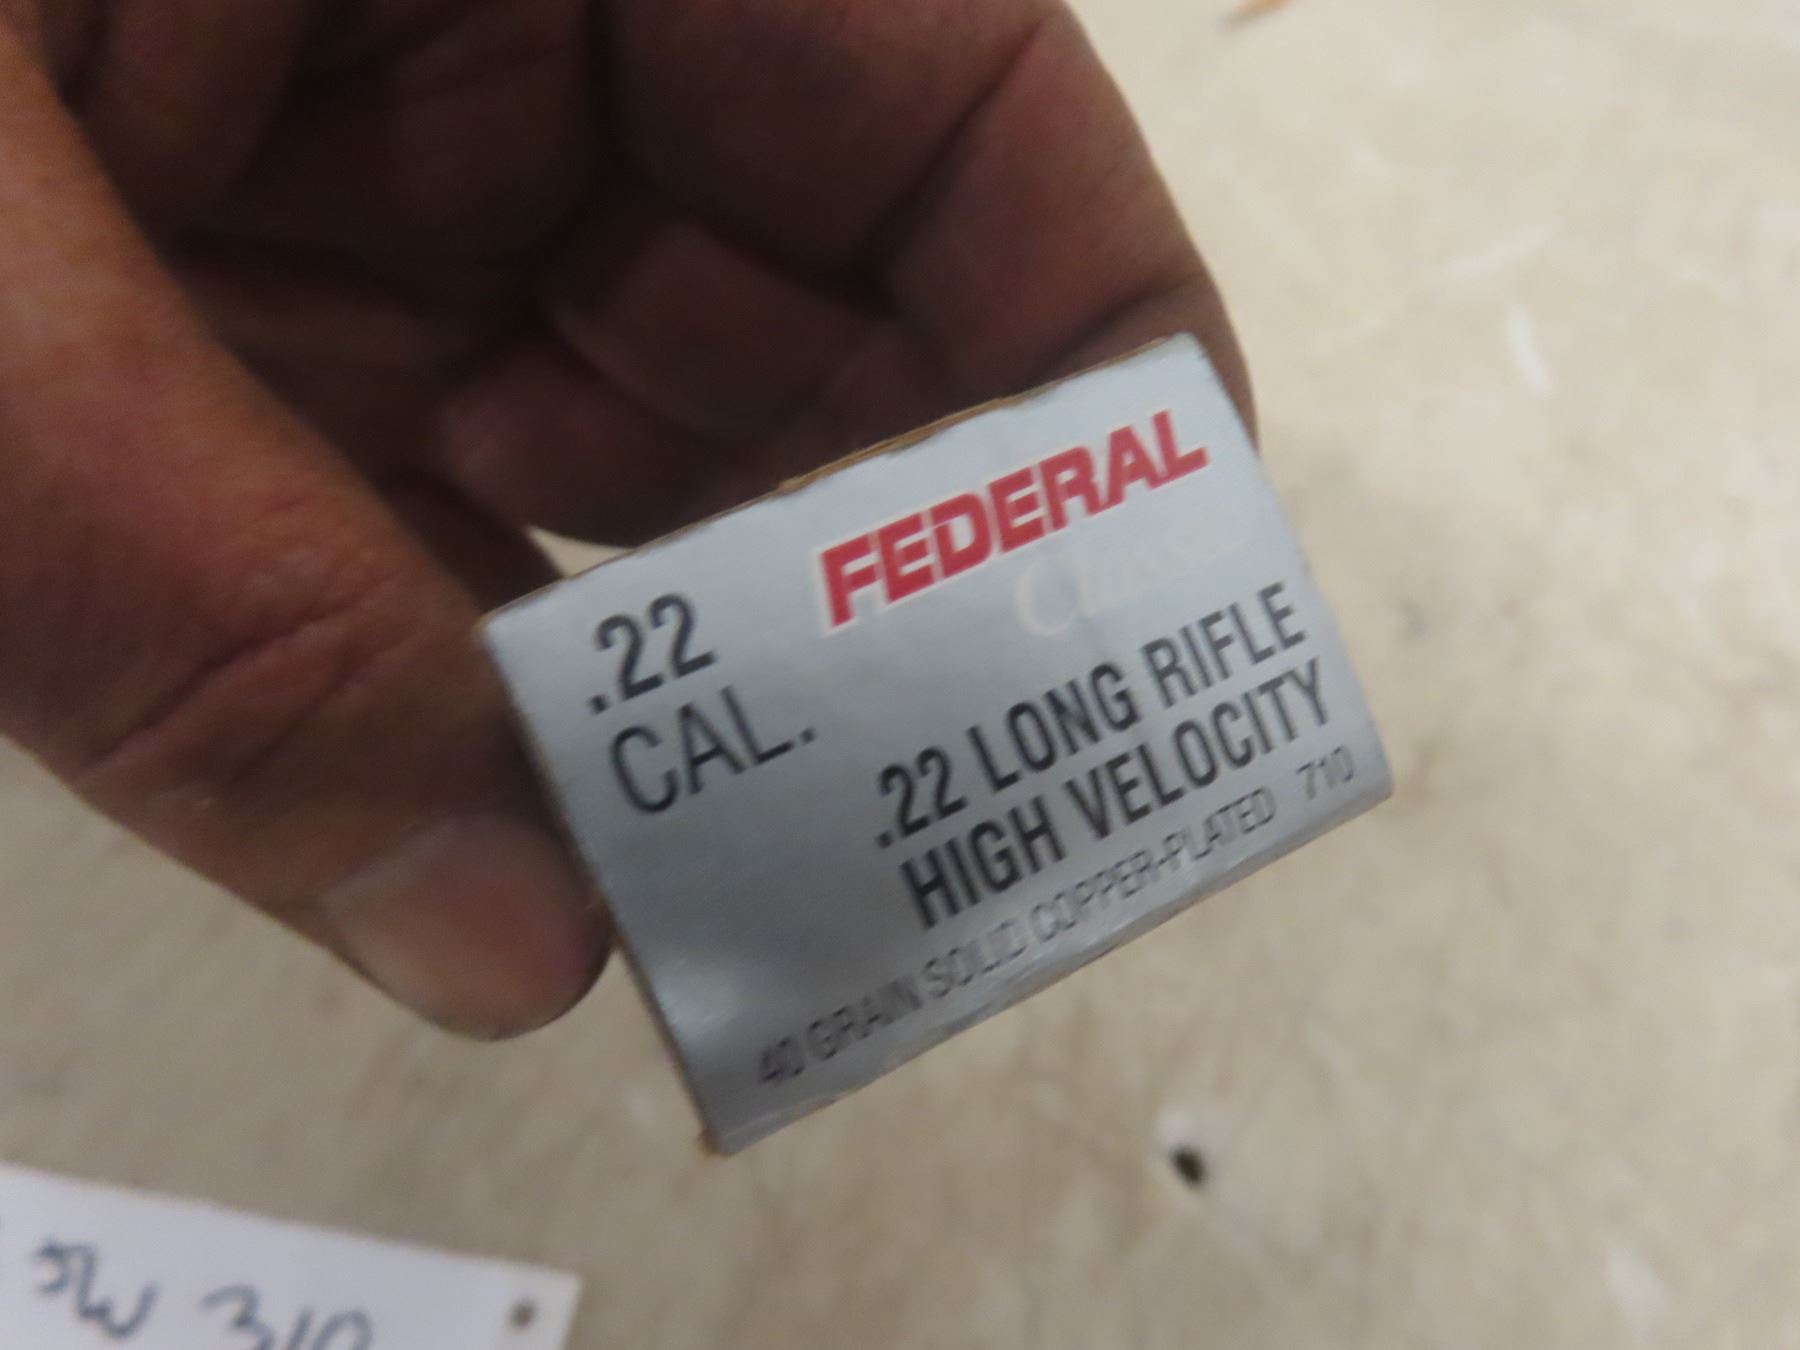 FEDERAL
Classic
.22
CAL.
.22 LONG RIFLE
HIGH VELOCITY
40 GRAIN SOLID COPPER-PLATED 710